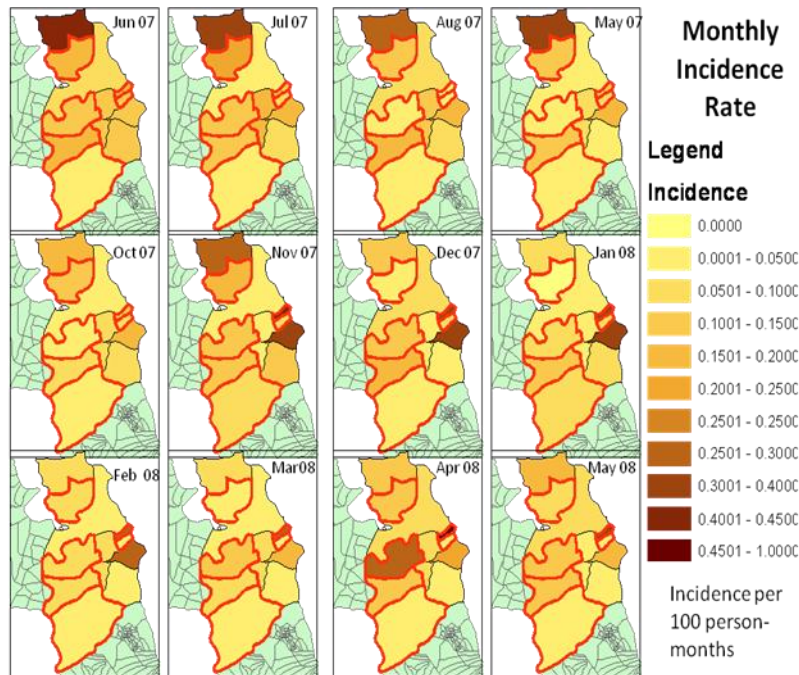 Jun 07
Jul 07
Aug 07
May 07
Oct 07
Nov 07
Dec 07
Jan 08
Feb 08
Mar08
Apr 08
May 08
Monthly
Incidence
Rate
Legend
Incidence
0.0000
0.0001 - 0.0500
0.0501 - 0.1000
0.1001 - 0.1500
0.1501 - 0.2000
0.2001 - 0.2500
0.2501 - 0.2500
0.2501 - 0.3000
0.3001 - 0.4000
0.4001 - 0.4500
0.4501 - 1.0000
Incidence per
100 person-
months